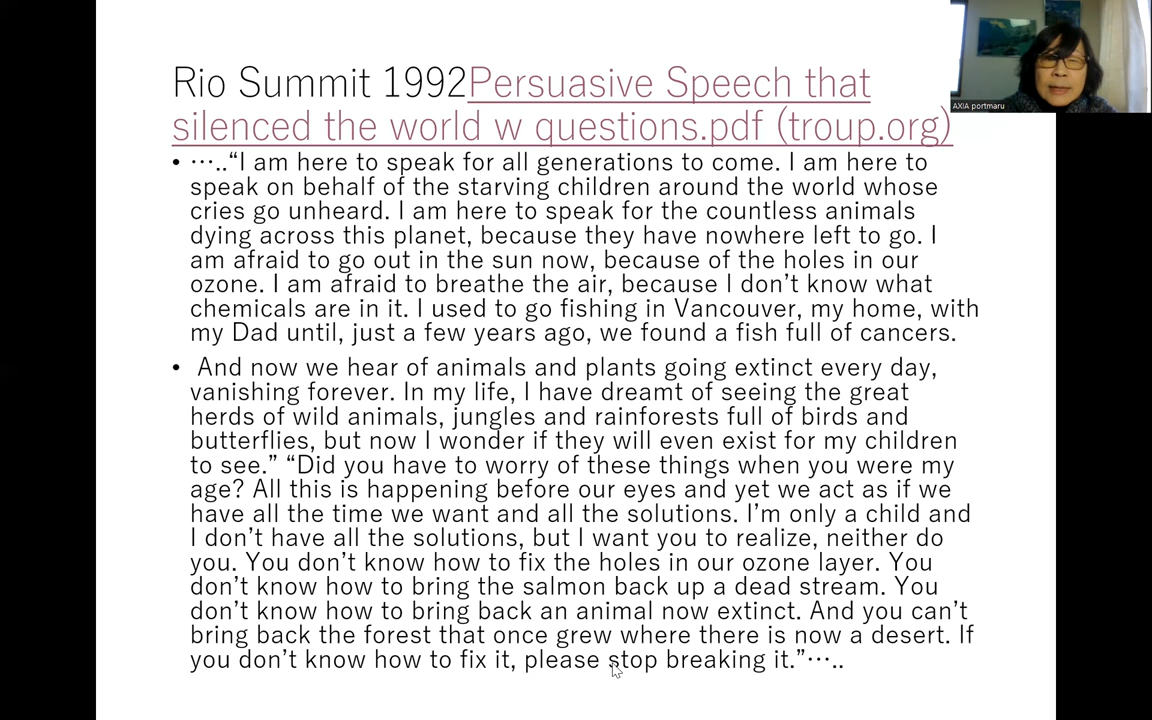 Rio Summit 1992Persuasive Speech that
silenced the world w questions.pdf (troup.org)
AXIA portmaru
• …..“I am here to speak for all generations to come. I am here to
speak on behalf of the starving children around the world whose
cries go unheard. I am here to speak for the countless animals
dying across this planet, because they have nowhere left to go. I
am afraid to go out in the sun now, because of the holes in our
ozone. I am afraid to breathe the air, because I don’t know what
chemicals are in it. I used to go fishing in Vancouver, my home, with
my Dad until, just a few years ago, we found a fish full of cancers.
• And now we hear of animals and plants going extinct every day,
vanishing forever. In my life, I have dreamt of seeing the great
herds of wild animals, jungles and rainforests full of birds and
butterflies, but now I wonder if they will even exist for my children
to see.” “Did you have to worry of these things when you were my
age? All this is happening before our eyes and yet we act as if we
have all the time we want and all the solutions. I’m only a child and
I don’t have all the solutions, but I want you to realize, neither do
you. You don’t know how to fix the holes in our ozone layer. You
don’t know how to bring the salmon back up a dead stream. You
don’t know how to bring back an animal now extinct. And you can’t
bring back the forest that once grew where there is now a desert. If
you don’t know how to fix it, please stop breaking it.”…..